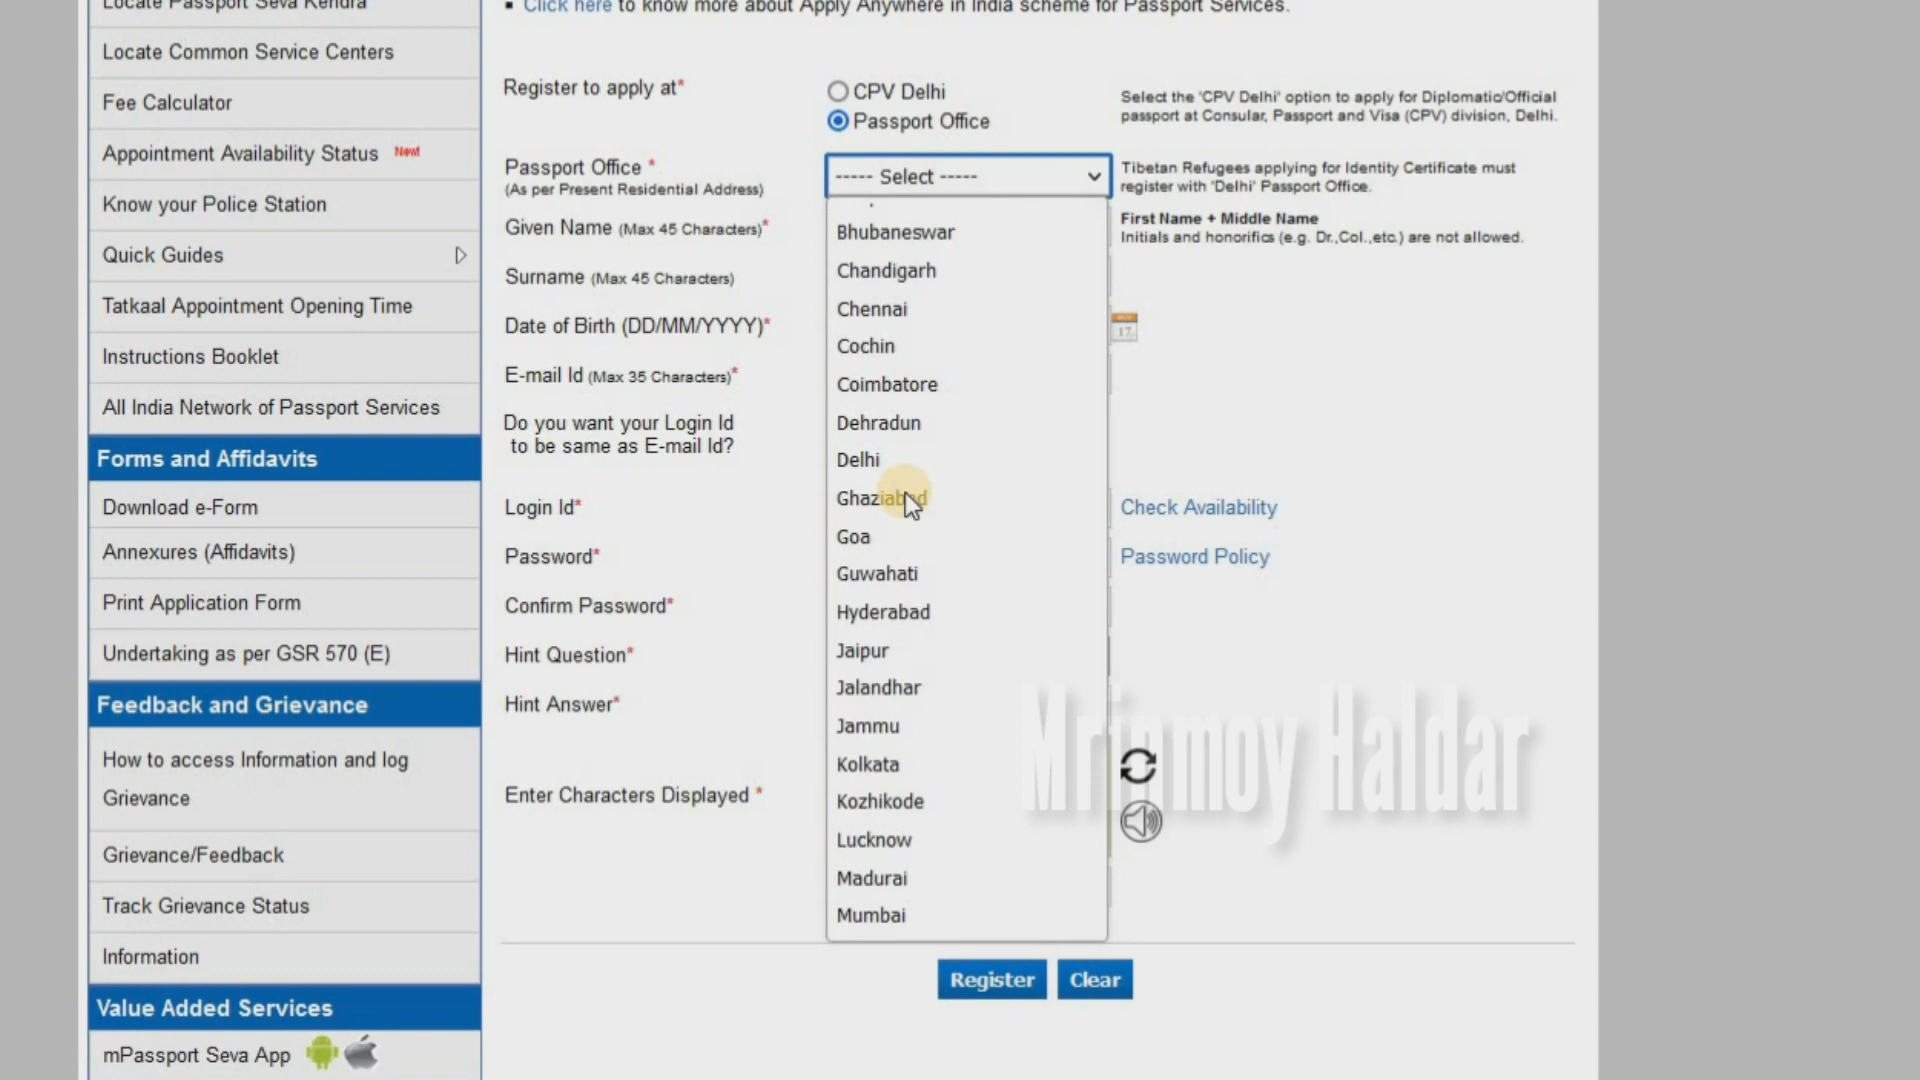 Locate Passport Seva Kendra
Locate Common Service Centers
Fee Calculator
Appointment Availability Status New!
Know your Police Station
Quick Guides
Tatkaal Appointment Opening Time
Instructions Booklet
All India Network of Passport Services
Forms and Affidavits
Download e-Form
Annexures (Affidavits)
Print Application Form
Undertaking as per GSR 570 (E)
Feedback and Grievance
How to access Information and log
Grievance
Grievance/Feedback
Track Grievance Status
Information
Value Added Services
mPassport Seva App
Click here to know more about Apply Anywhere in India scheme for Passport Services.
Register to apply at*
CPV Delhi
Passport Office
Select the 'CPV Delhi' option to apply for Diplomatic/Official
passport at Consular, Passport and Visa (CPV) division, Delhi.
Passport Office *
(As per Present Residential Address)
----- Select -----
Tibetan Refugees applying for Identity Certificate must
register with 'Delhi' Passport Office.
Given Name (Max 45 Characters)*
First Name + Middle Name
Initials and honorifics (e.g. Dr.,Col.,etc.) are not allowed.
Surname (Max 45 Characters)
Date of Birth (DD/MM/YYYY)*
17
E-mail Id (Max 35 Characters)*
Do you want your Login Id
to be same as E-mail Id?
Login Id*
Check Availability
Password*
Password Policy
Confirm Password*
Hint Question*
Hint Answer*
Enter Characters Displayed *
Bhubaneswar
Chandigarh
Chennai
Cochin
Coimbatore
Dehradun
Delhi
Ghaziabad
Goa
Guwahati
Hyderabad
Jaipur
Jalandhar
Jammu
Kolkata
Kozhikode
Lucknow
Madurai
Mumbai
Mrinmoy Haldar
Register
Clear